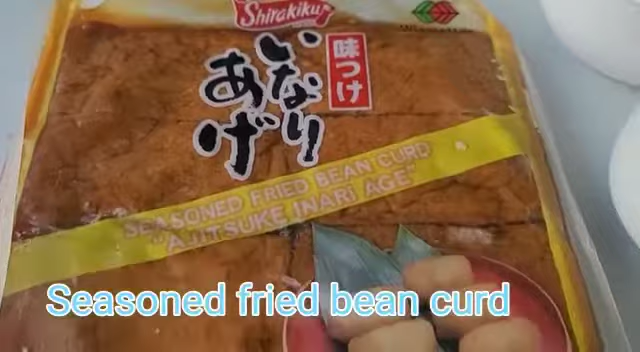 Shirakiku
味つけ
いなり
あげ
SEASONED FRIED BEAN CURD
"AJITSUKE INARI AGE"
Seasoned fried bean curd